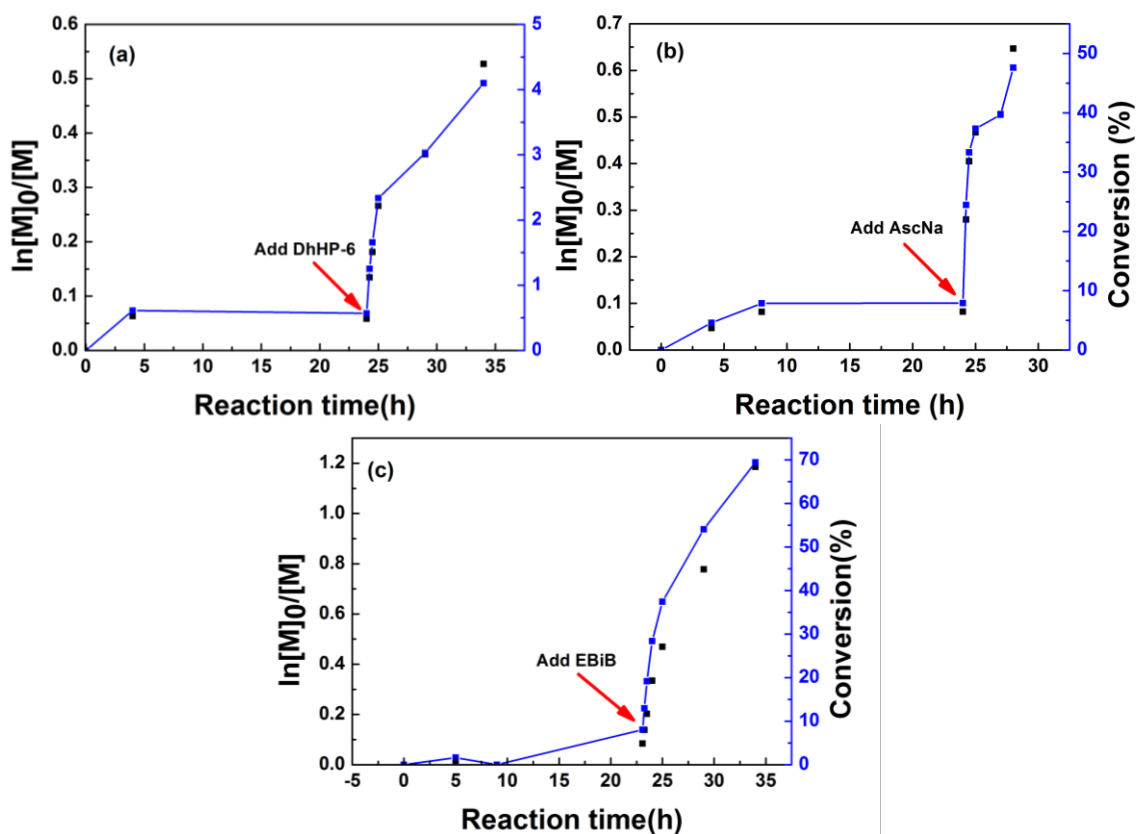 (a)
ln[M]0/[M]
0.6
0.5
0.4
0.3
0.2
0.1
0.0
5
4
3
2
1
0
Add DhHP-6
0 5 10 15 20 25 30 35
Reaction time(h)
(b)
ln[M]0/[M]
0.7
0.6
0.5
0.4
0.3
0.2
0.1
0.0
50
40
30
20
10
0
Conversion (%)
Add AscNa
0 5 10 15 20 25 30
Reaction time (h)
(c)
ln[M]0/[M]
1.2
1.0
0.8
0.6
0.4
0.2
0.0
70
60
50
40
30
20
10
0
Conversion(%)
Add EBiB
-5 0 5 10 15 20 25 30 35
Reaction time(h)